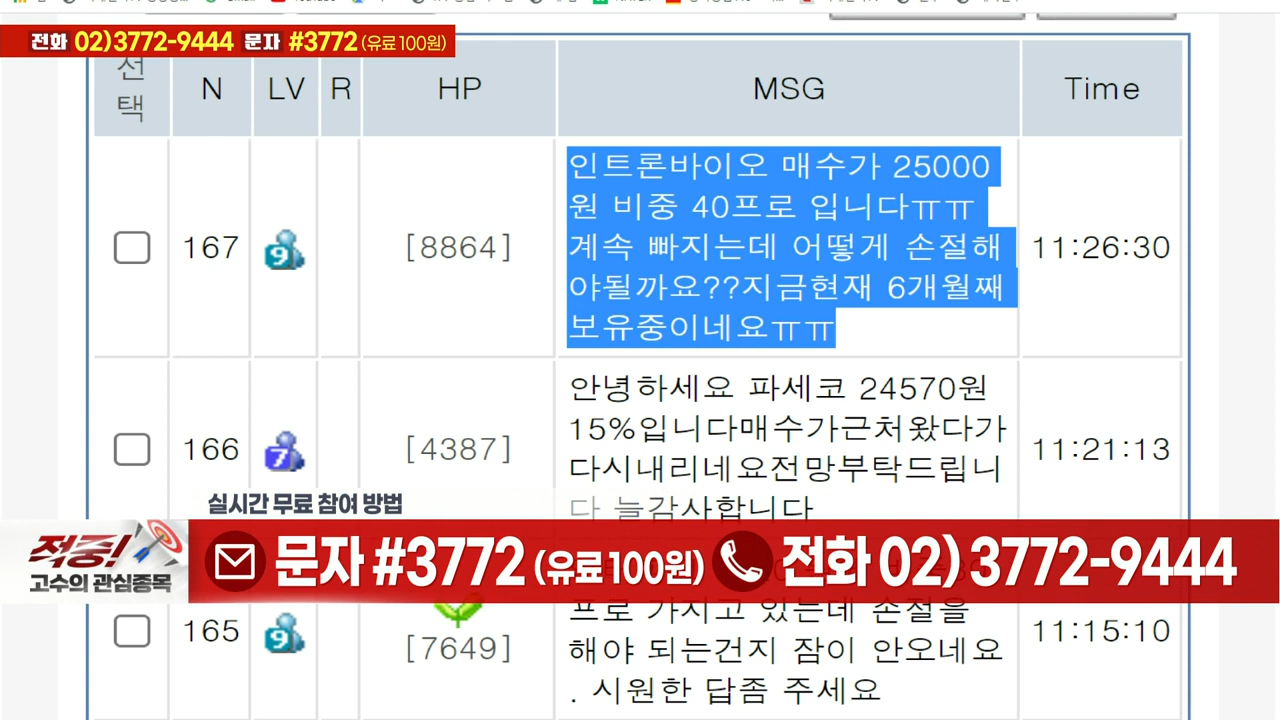 전화 02)3772-9444 문자 #3772 (유료 100원)
선
택
N
LV
R
HP
MSG
Time
167
9
[8864]
인트론바이오 매수가 25000
원 비중 40프로 입니다ㅠㅠ
계속 빠지는데 어떻게 손절해
야될까요??지금현재 6개월째
보유중이네요ㅠㅠ
11:26:30
166
7
[4387]
안녕하세요 파세코 24570원
15%입니다매수가근처왔다가
다시내리네요전망부탁드립니
다 늘감사합니다
11:21:13
실시간 무료 참여 방법
적중!
고수의 관심종목
문자 #3772 (유료 100원)
전화 02) 3772-9444
165
9
[7649]
프로 가지고 있는데 손절을
해야 되는건지 잠이 안오네요
. 시원한 답좀 주세요
11:15:10